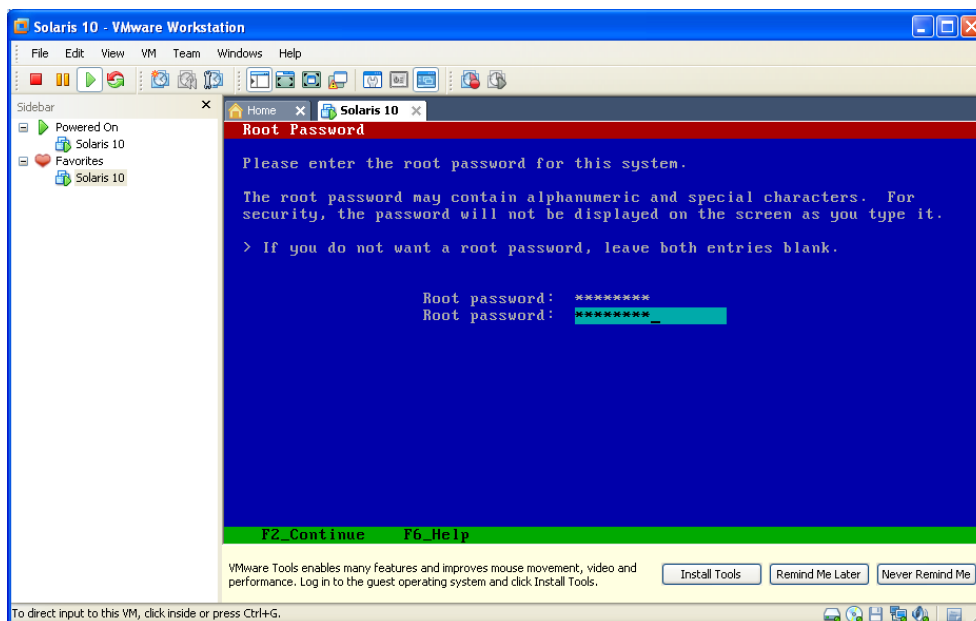 Solaris 10 - VMware Workstation
File Edit View VM Team Windows Help
Sidebar
Powered On
Solaris 10
Favorites
Solaris 10
Home Solaris 10
Root Password
Please enter the root password for this system.
The root password may contain alphanumeric and special characters. For
security, the password will not be displayed on the screen as you type it.
> If you do not want a root password, leave both entries blank.
Root password: ********
Root password: ********_
F2_Continue F6_Help
VMware Tools enables many features and improves mouse movement, video and
performance. Log in to the guest operating system and click Install Tools.
Install Tools Remind Me Later Never Remind Me
To direct input to this VM, click inside or press Ctrl+G.